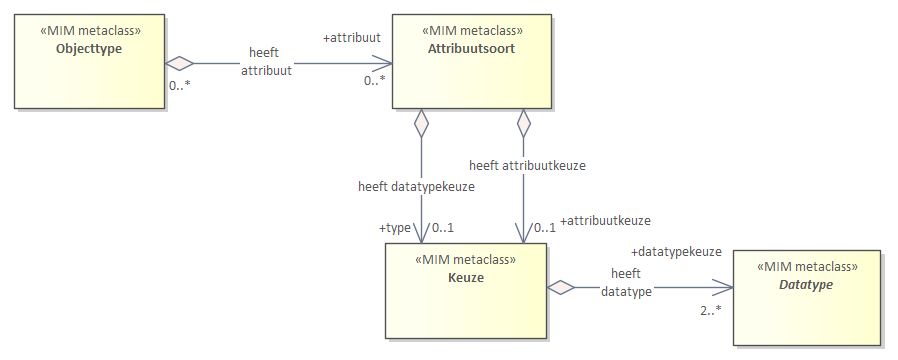 «MIM metaclass»
Objecttype
0..*
heeft
attribuut
+attribuut
0..*
«MIM metaclass»
Attribuutsoort
heeft datatypekeuze
heeft attribuutkeuze
+type
0..1
0..1
+attribuutkeuze
«MIM metaclass»
Keuze
heeft
datatype
+datatypekeuze
2..*
«MIM metaclass»
Datatype